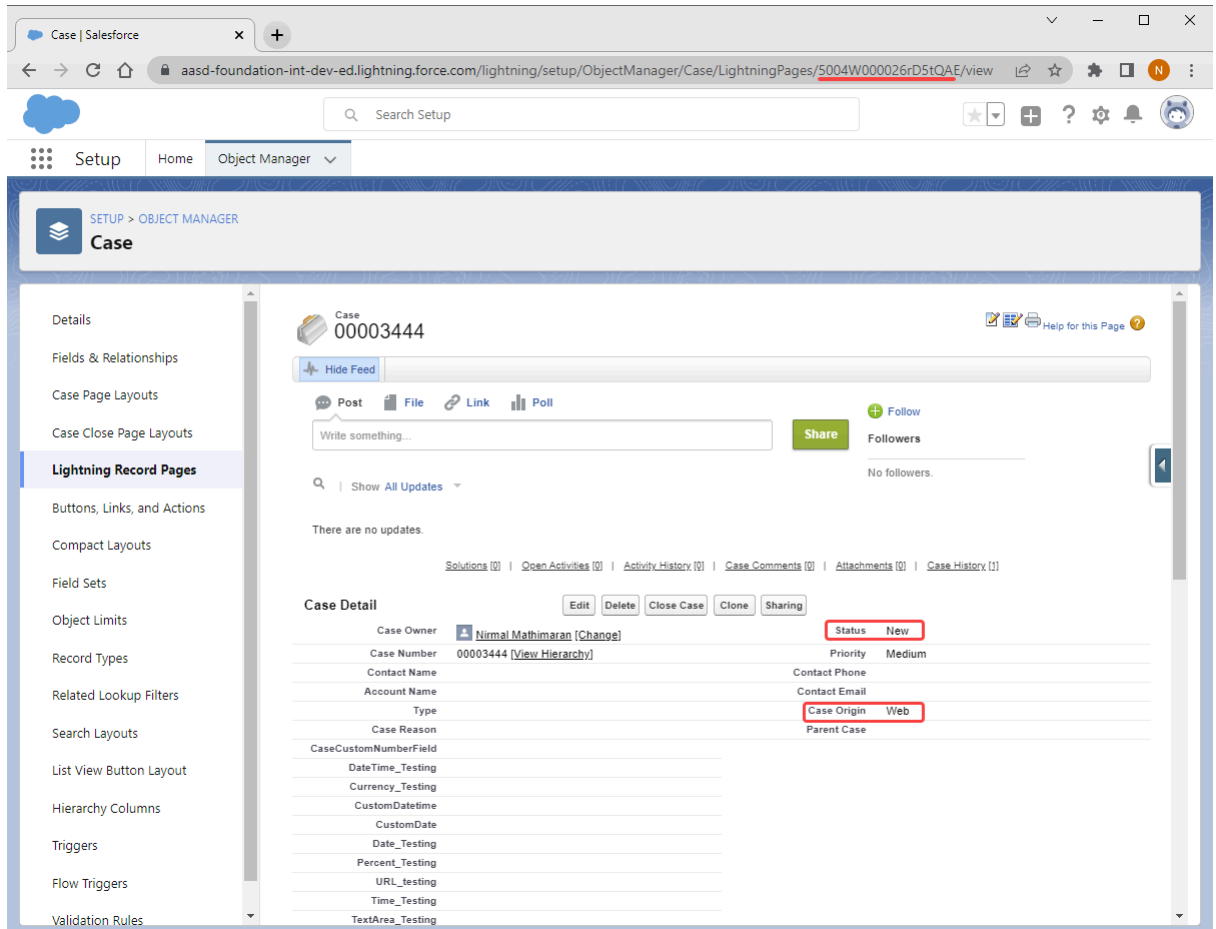 Case | Salesforce
aasd-foundation-int-dev-ed.lightning.force.com/lightning/setup/ObjectManager/Case/LightningPages/5004W000026rD5tQAE/view
N
Search Setup
Setup Home Object Manager
SETUP > OBJECT MANAGER
Case
Details
Fields & Relationships
Case Page Layouts
Case Close Page Layouts
Lightning Record Pages
Buttons, Links, and Actions
Compact Layouts
Field Sets
Object Limits
Record Types
Related Lookup Filters
Search Layouts
List View Button Layout
Hierarchy Columns
Triggers
Flow Triggers
Validation Rules
Case
00003444
Help for this Page ?
Hide Feed
Post File Link Poll
Write something...
Share
Follow
Followers
No followers.
| Show All Updates
There are no updates.
Solutions [0] | Open Activities [0] | Activity History [0] | Case Comments [0] | Attachments [0] | Case History [1]
Case Detail Edit Delete Close Case Clone Sharing
Case Owner Nirmal Mathimaran [Change] Status New
Case Number 00003444 [View Hierarchy] Priority Medium
Contact Name Contact Phone
Account Name Contact Email
Type Case Origin Web
Case Reason Parent Case
CaseCustomNumberField
DateTime_Testing
Currency_Testing
CustomDatetime
CustomDate
Date_Testing
Percent_Testing
URL_testing
Time_Testing
TextArea_Testing